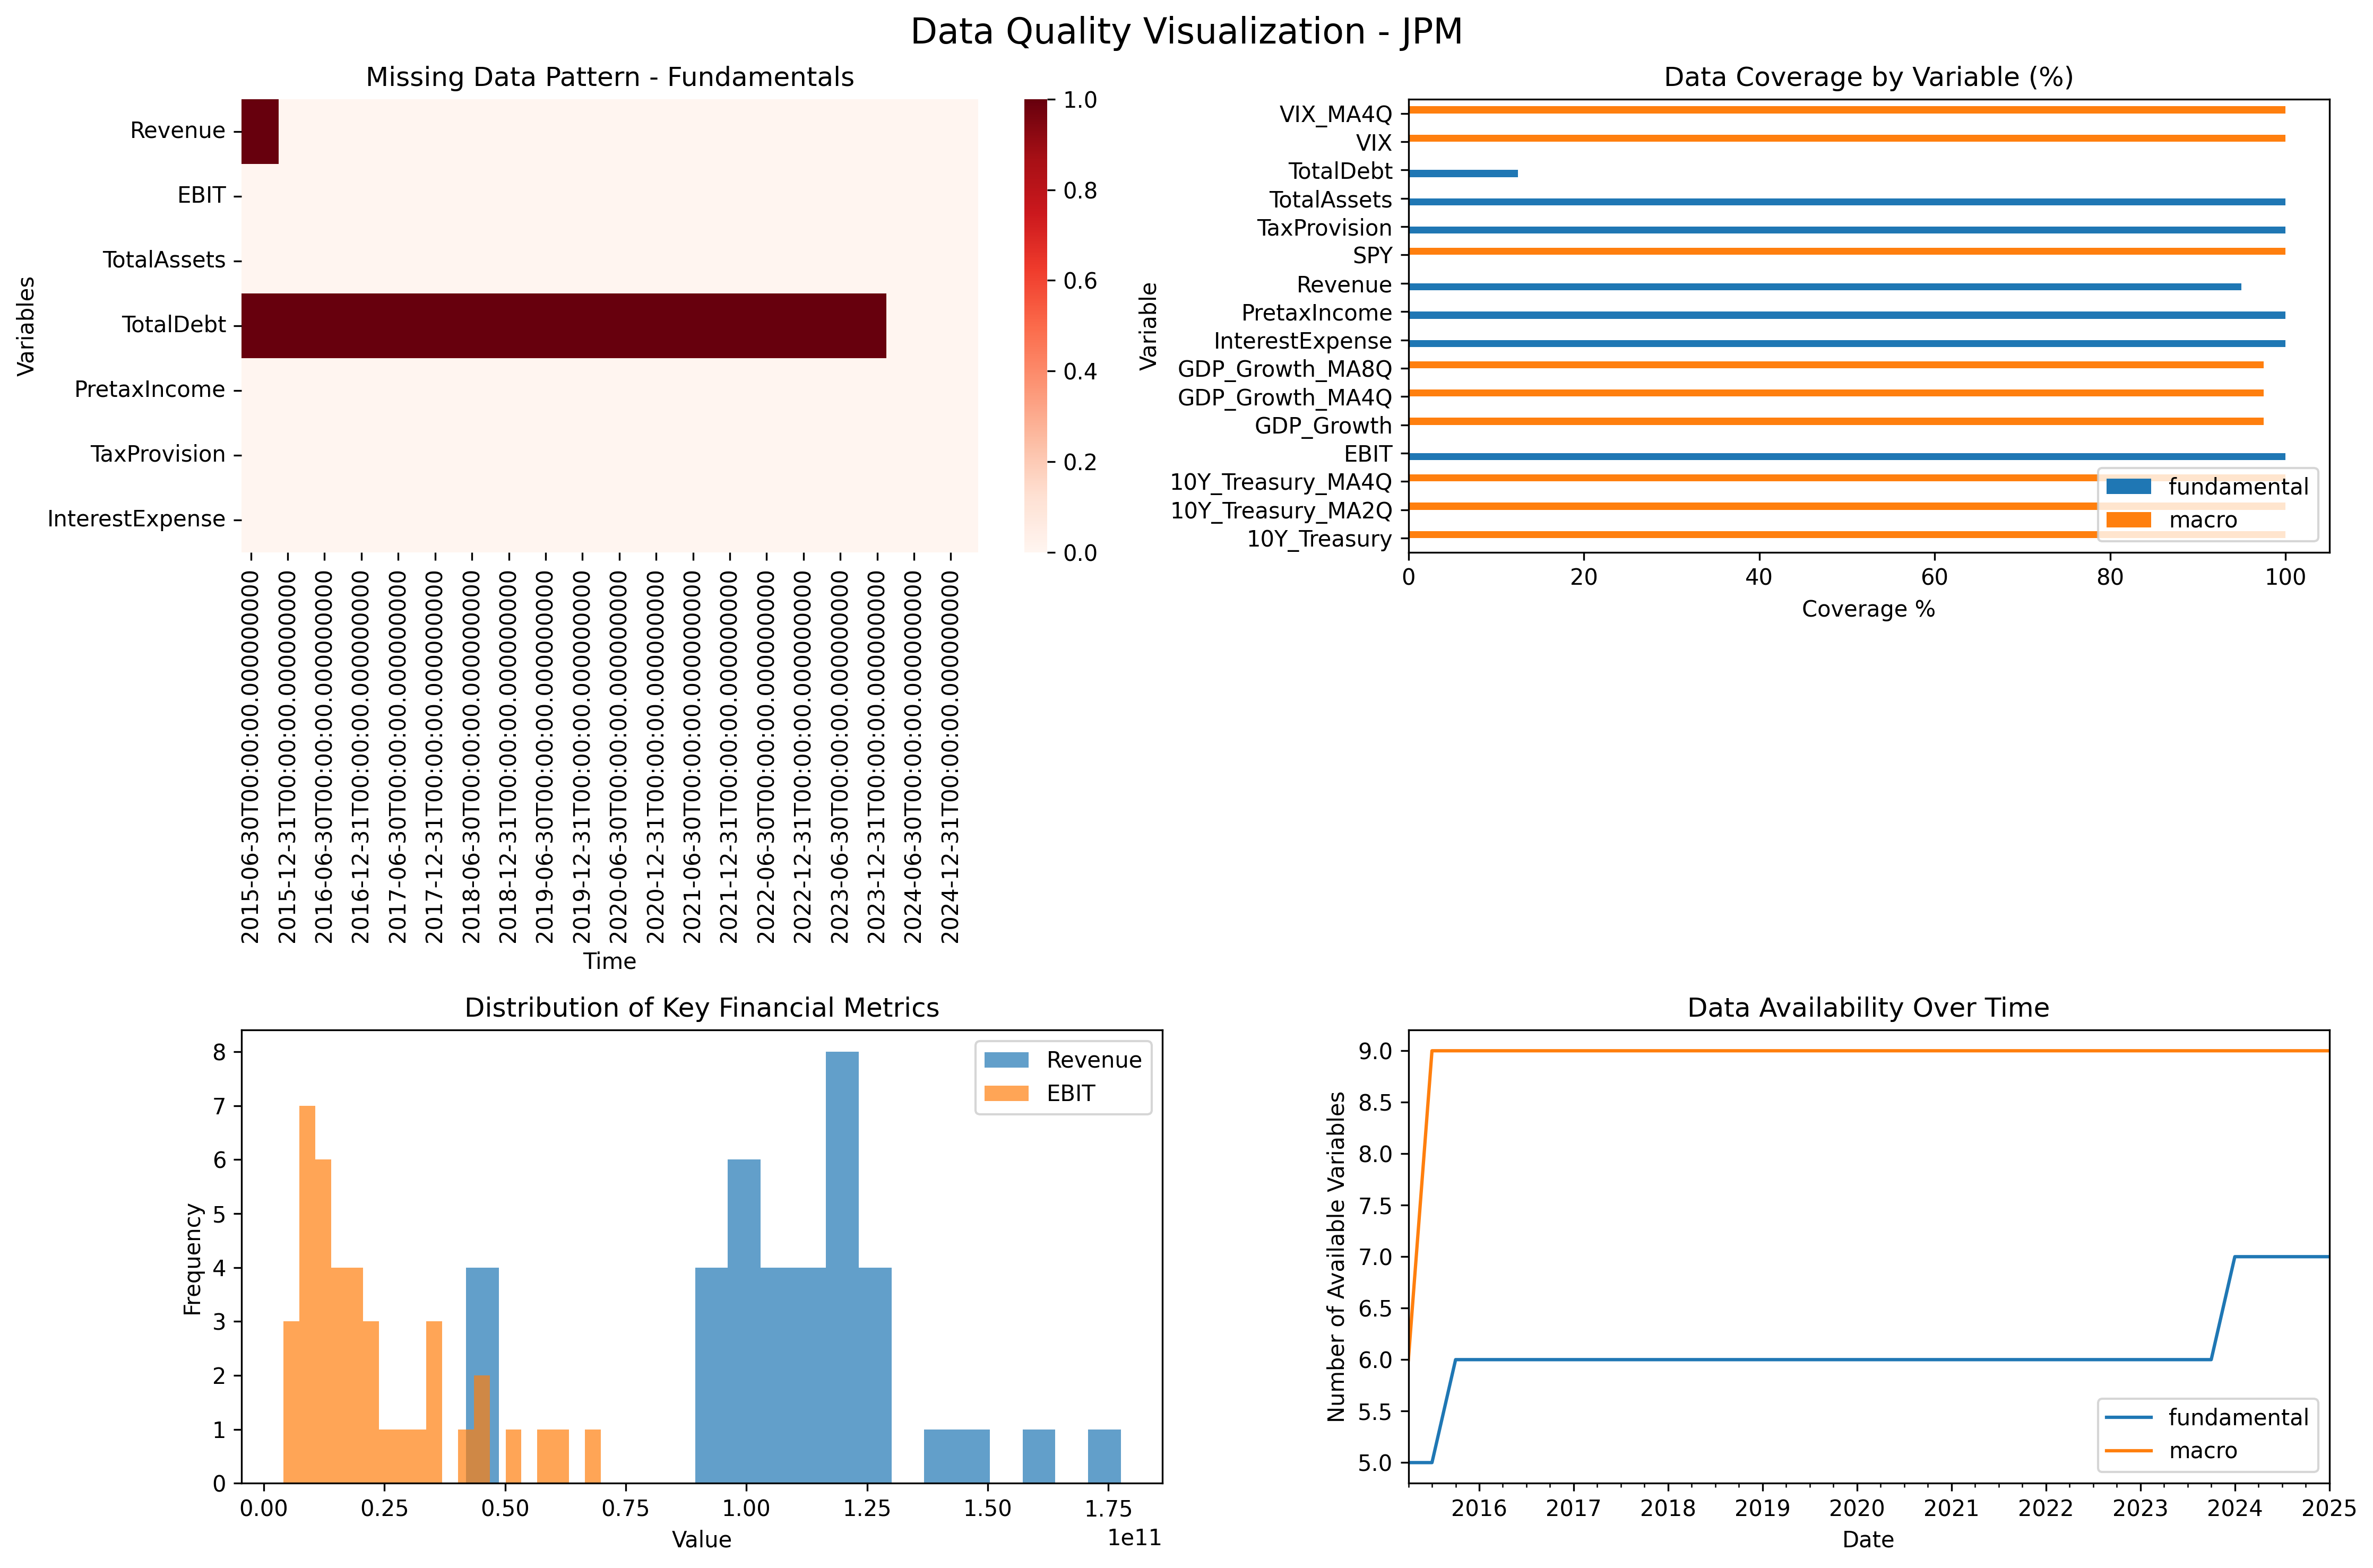 Data Quality Visualization - JPM
Missing Data Pattern - Fundamentals
Variables
Revenue
EBIT
TotalAssets
TotalDebt
PretaxIncome
TaxProvision
InterestExpense
1.0
0.8
0.6
0.4
0.2
0.0
2015-06-30T00:00:00.000000000
2015-12-31T00:00:00.000000000
2016-06-30T00:00:00.000000000
2016-12-31T00:00:00.000000000
2017-06-30T00:00:00.000000000
2017-12-31T00:00:00.000000000
2018-06-30T00:00:00.000000000
2018-12-31T00:00:00.000000000
2019-06-30T00:00:00.000000000
2019-12-31T00:00:00.000000000
2020-06-30T00:00:00.000000000
2020-12-31T00:00:00.000000000
2021-06-30T00:00:00.000000000
2021-12-31T00:00:00.000000000
2022-06-30T00:00:00.000000000
2022-12-31T00:00:00.000000000
2023-06-30T00:00:00.000000000
2023-12-31T00:00:00.000000000
2024-06-30T00:00:00.000000000
2024-12-31T00:00:00.000000000
Time
Data Coverage by Variable (%)
Variable
VIX_MA4Q
VIX
TotalDebt
TotalAssets
TaxProvision
SPY
Revenue
PretaxIncome
InterestExpense
GDP_Growth_MA8Q
GDP_Growth_MA4Q
GDP_Growth
EBIT
10Y_Treasury_MA4Q
10Y_Treasury_MA2Q
10Y_Treasury
fundamental
macro
0 20 40 60 80 100
Coverage %
Distribution of Key Financial Metrics
Frequency
8
7
6
5
4
3
2
1
0
Revenue
EBIT
0.00 0.25 0.50 0.75 1.00 1.25 1.50 1.75
1e11
Value
Data Availability Over Time
Number of Available Variables
9.0
8.5
8.0
7.5
7.0
6.5
6.0
5.5
5.0
fundamental
macro
2016 2017 2018 2019 2020 2021 2022 2023 2024 2025
Date